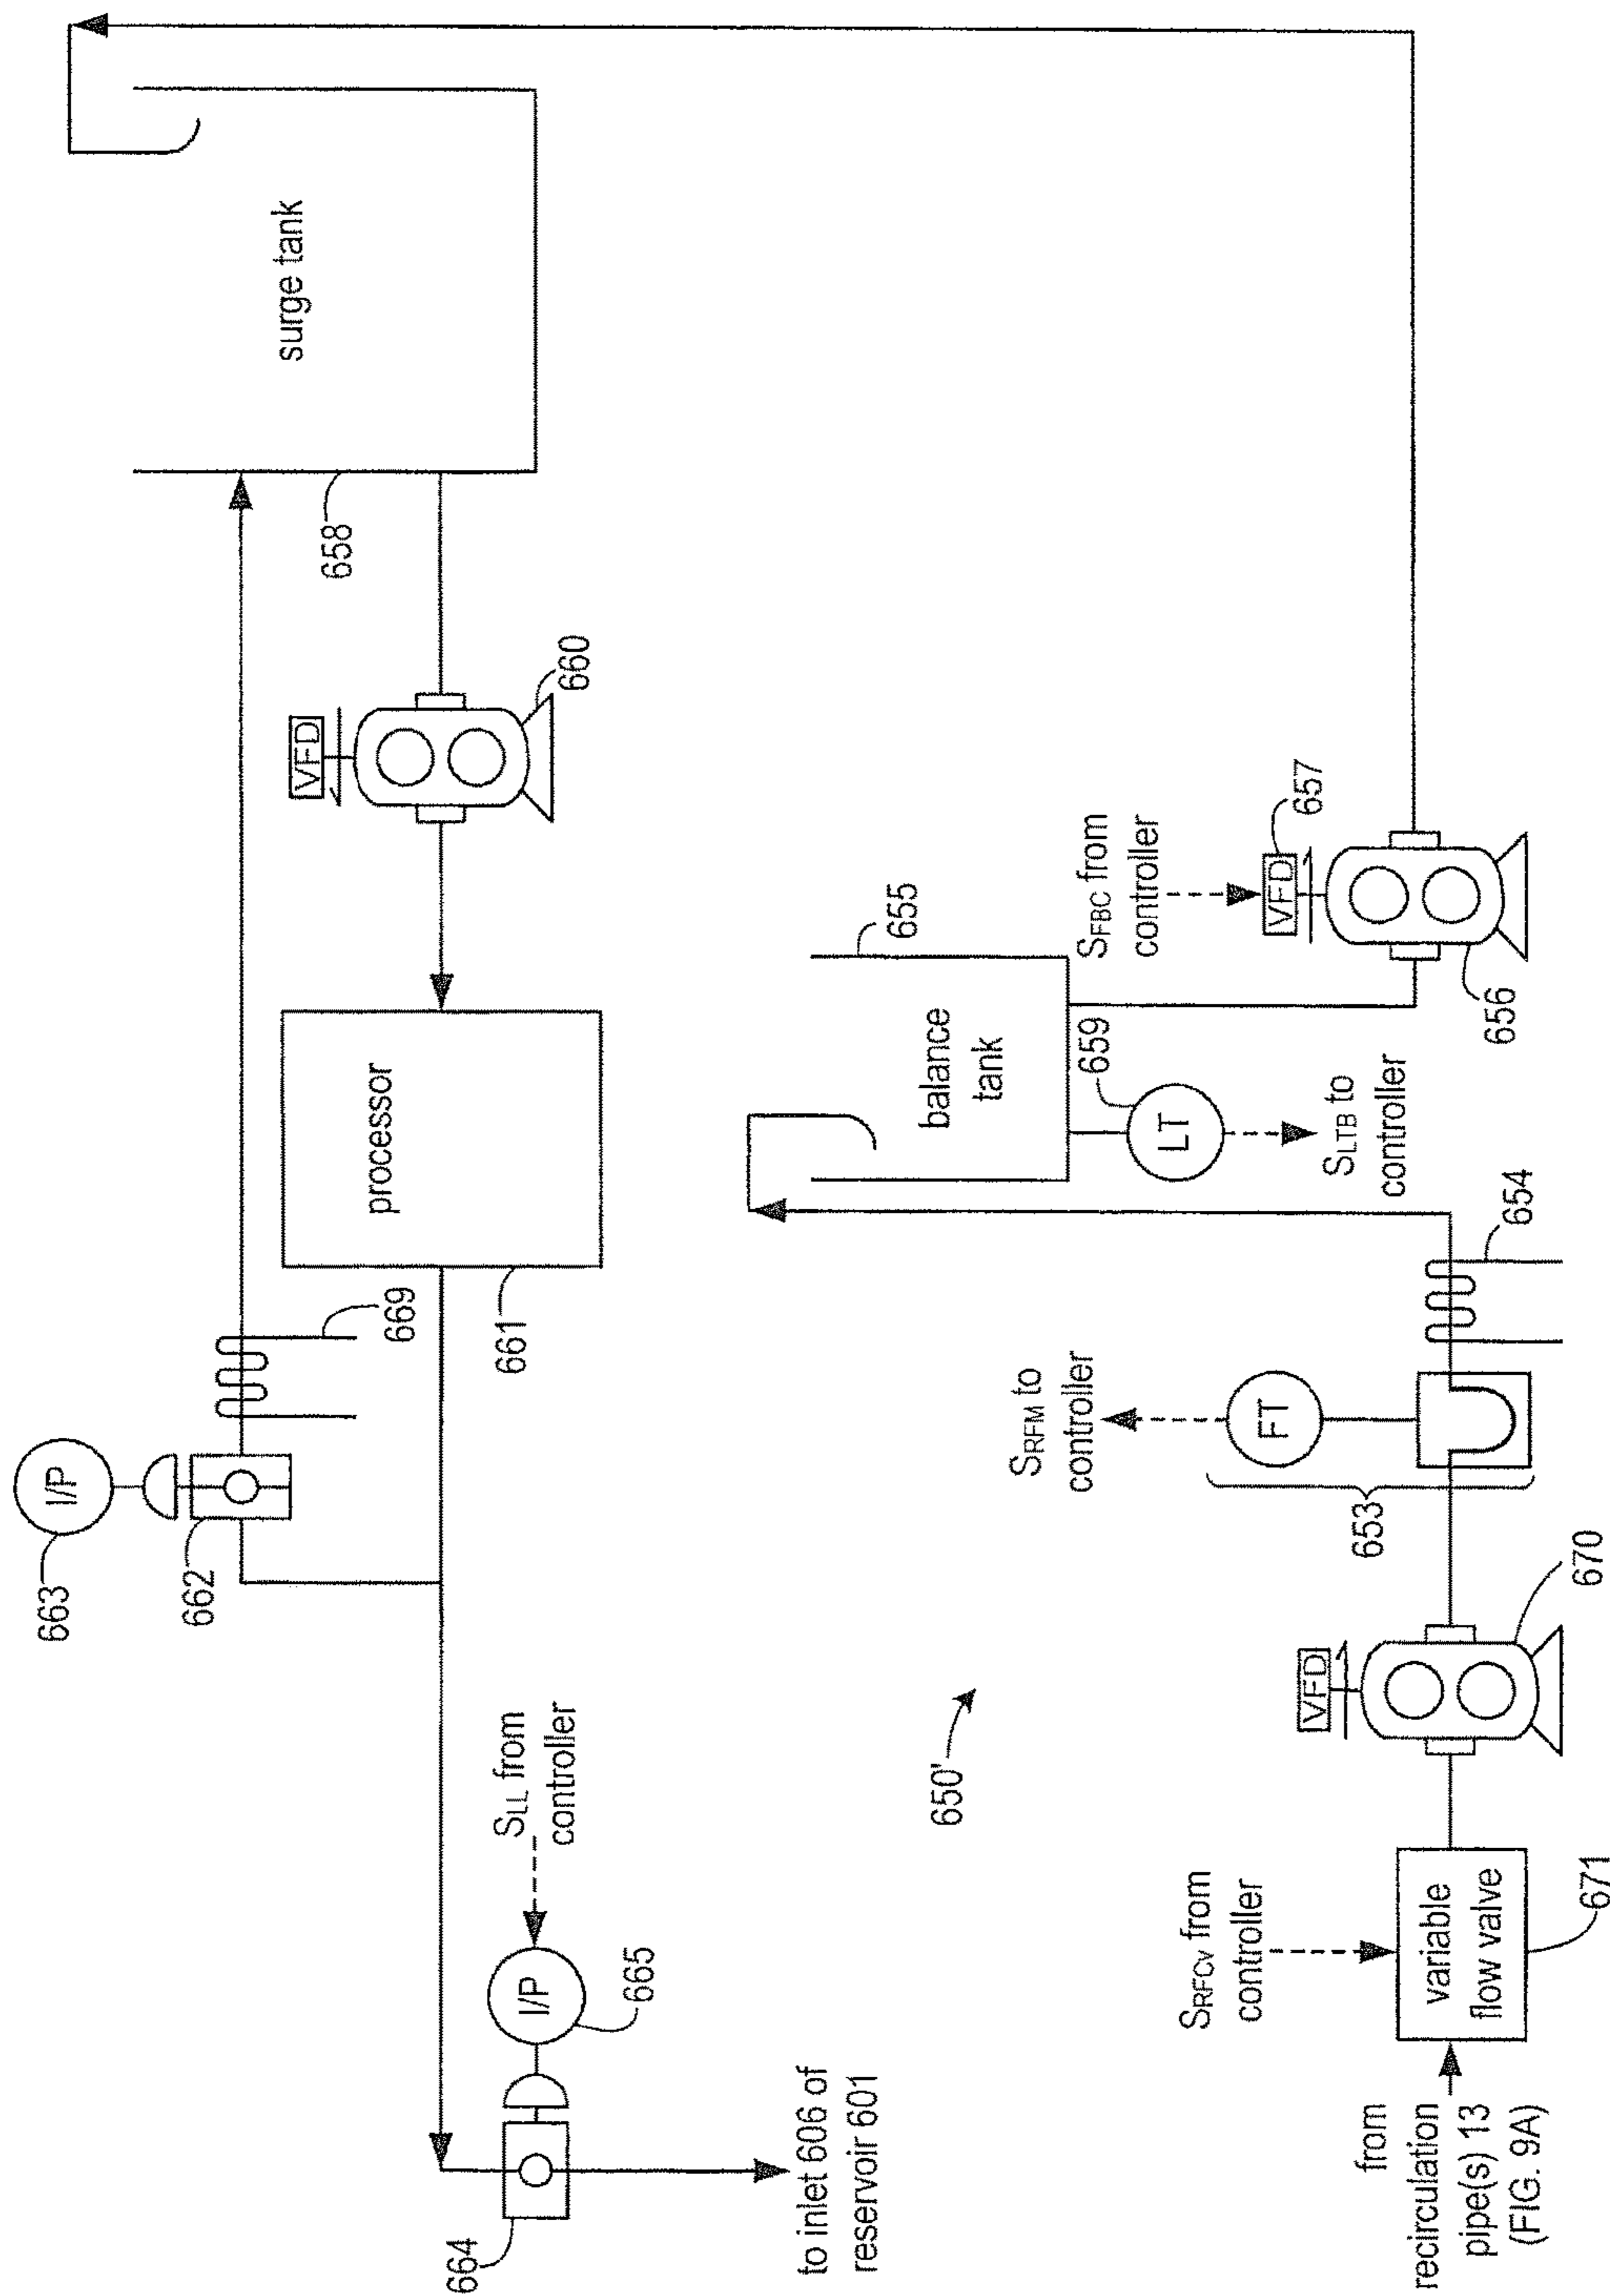 surge tank
658
660
VFD
processor
661
669
662
663
I/P
SLL from
controller
I/P
665
664
to inlet 606 of
reservoir 601
650'
balance
tank
655
659
LT
SLTB to
controller
SFBC from
controller
VFD
657
656
654
SRFM to
controller
FT
653
VFD
670
SRFCV from
controller
variable
flow valve
671
from
recirculation
pipe(s) 13
(FIG. 9A)